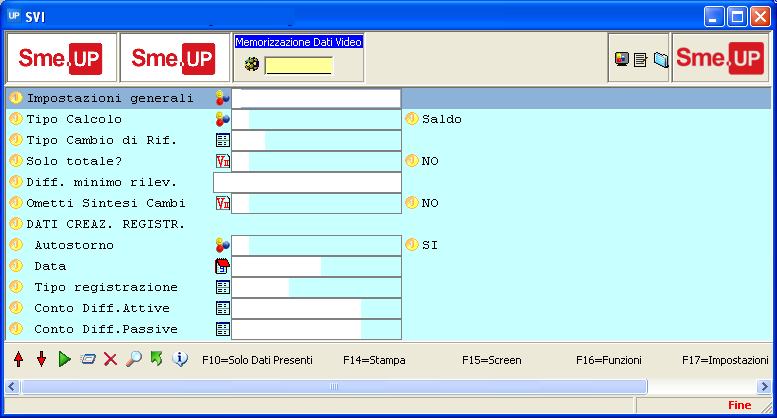 UP SVI
Sme.UP Sme.UP Memorizzazione Dati Video Sme.UP
Impostazioni generali
Tipo Calcolo Saldo
Tipo Cambio di Rif.
Solo totale? NO
Diff. minimo rilev.
Ometti Sintesi Cambi NO
DATI CREAZ. REGISTR.
Autostorno SI
Data
Tipo registrazione
Conto Diff.Attive
Conto Diff.Passive
F10=Solo Dati Presenti F14=Stampa F15=Screen F16=Funzioni F17=Impostazioni
Fine